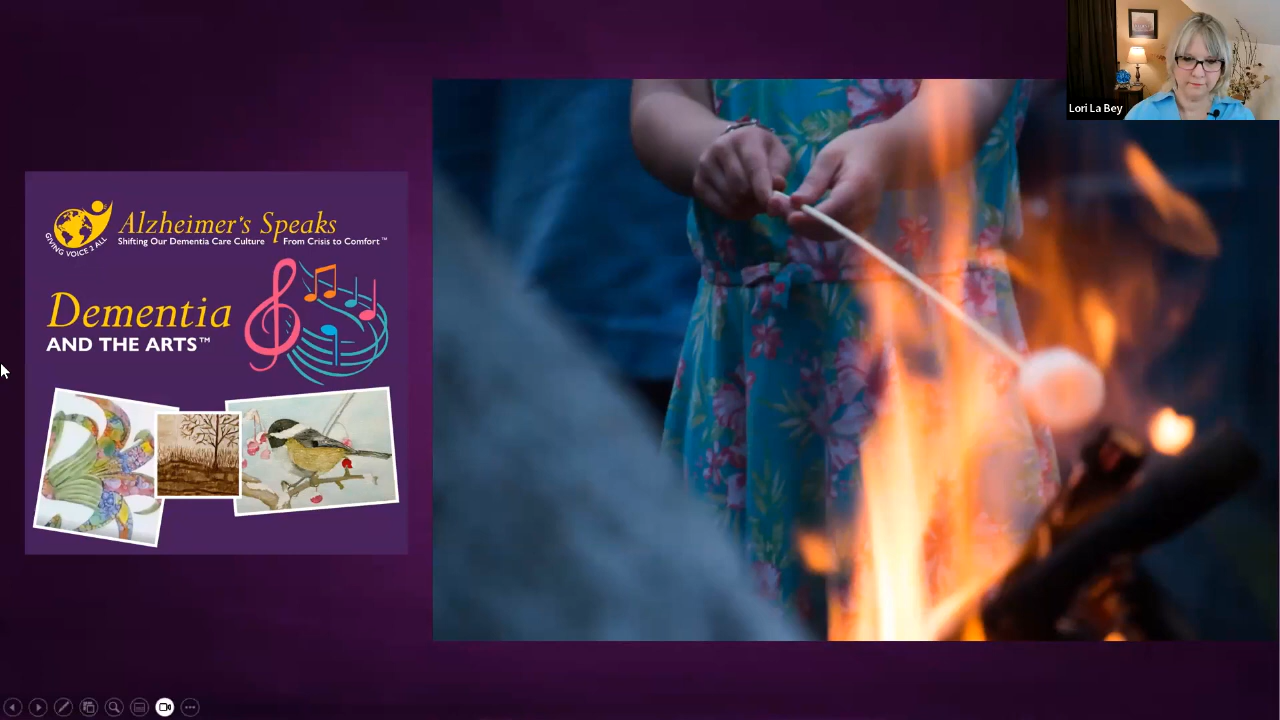 Lori La Bey
GIVING VOICE 2 ALL
Alzheimer's Speaks
Shifting Our Dementia Care Culture From Crisis to Comfort™
Dementia
AND THE ARTS™